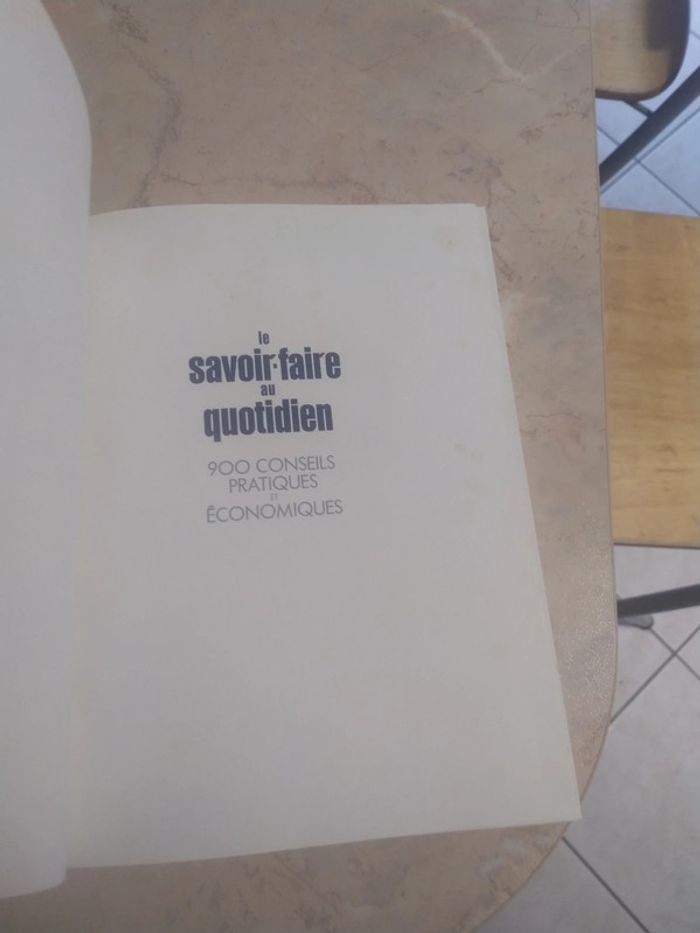 le
savoir-faire
au
quotidien
900 CONSEILS
PRATIQUES
ET
ÉCONOMIQUES